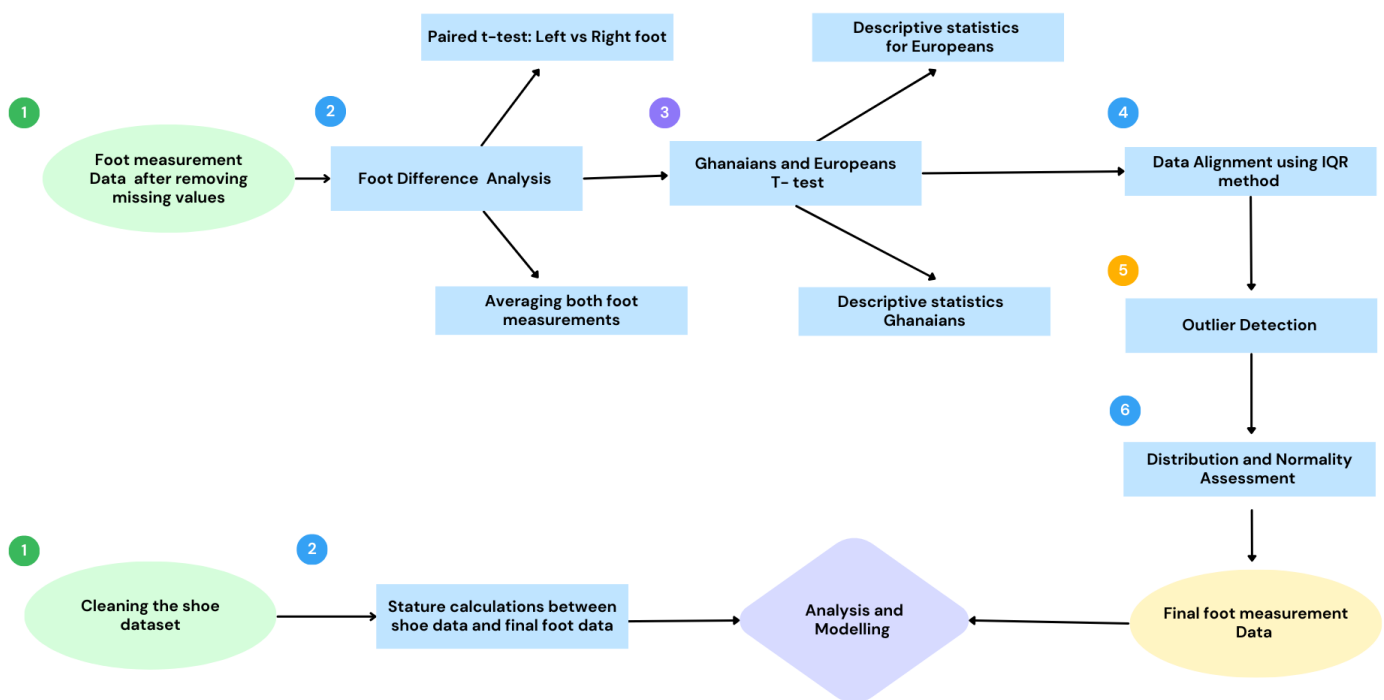 Paired t-test: Left vs Right foot
Descriptive statistics
for Europeans
1
2
3
4
Foot measurement
Data after removing
missing values
Foot Difference Analysis
Ghanaians and Europeans
T- test
Data Alignment using IQR
method
5
Averaging both foot
measurements
Descriptive statistics
Ghanaians
Outlier Detection
6
Distribution and Normality
Assessment
1
2
Cleaning the shoe
dataset
Stature calculations between
shoe data and final foot data
Analysis and
Modelling
Final foot measurement
Data